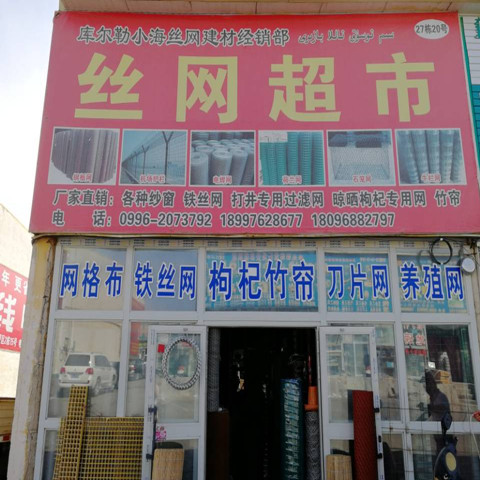 库尔勒小海丝网建材经销部
27栋20号
丝网超市
厂家直销：各种纱窗 铁丝网 打井专用过滤网 晾晒枸杞专用网 竹帘
电 话：0996-2073792 18997628677 18096882797
网格布 铁丝网 枸杞竹帘 刀片网 养殖网